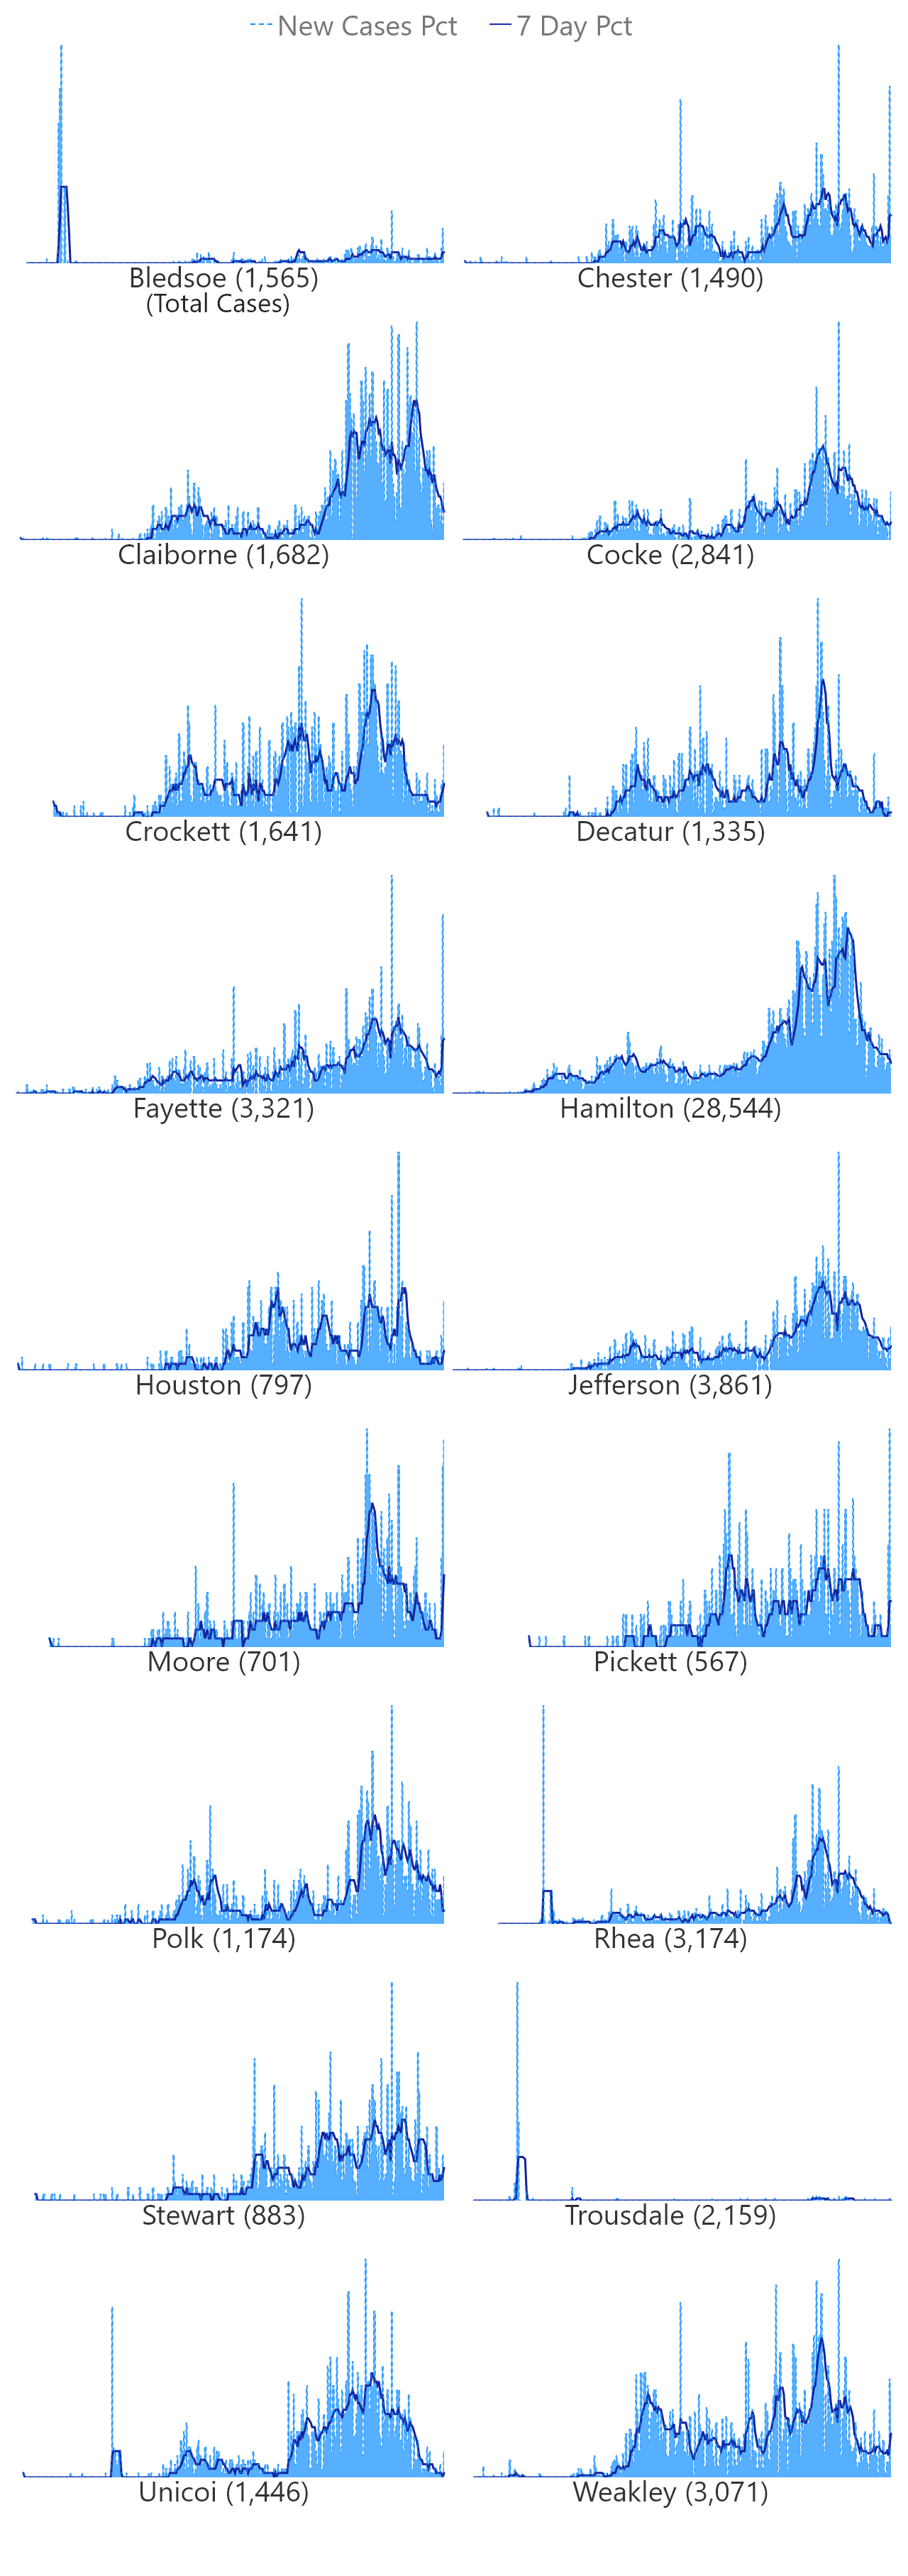 New Cases Pct 7 Day Pct
Bledsoe (1,565) Chester (1,490)
(Total Cases)
Claiborne (1,682) Cocke (2,841)
Crockett (1,641) Decatur (1,335)
Fayette (3,321) Hamilton (28,544)
Houston (797) Jefferson (3,861)
Moore (701) Pickett (567)
Polk (1,174) Rhea (3,174)
Stewart (883) Trousdale (2,159)
Unicoi (1,446) Weakley (3,071)